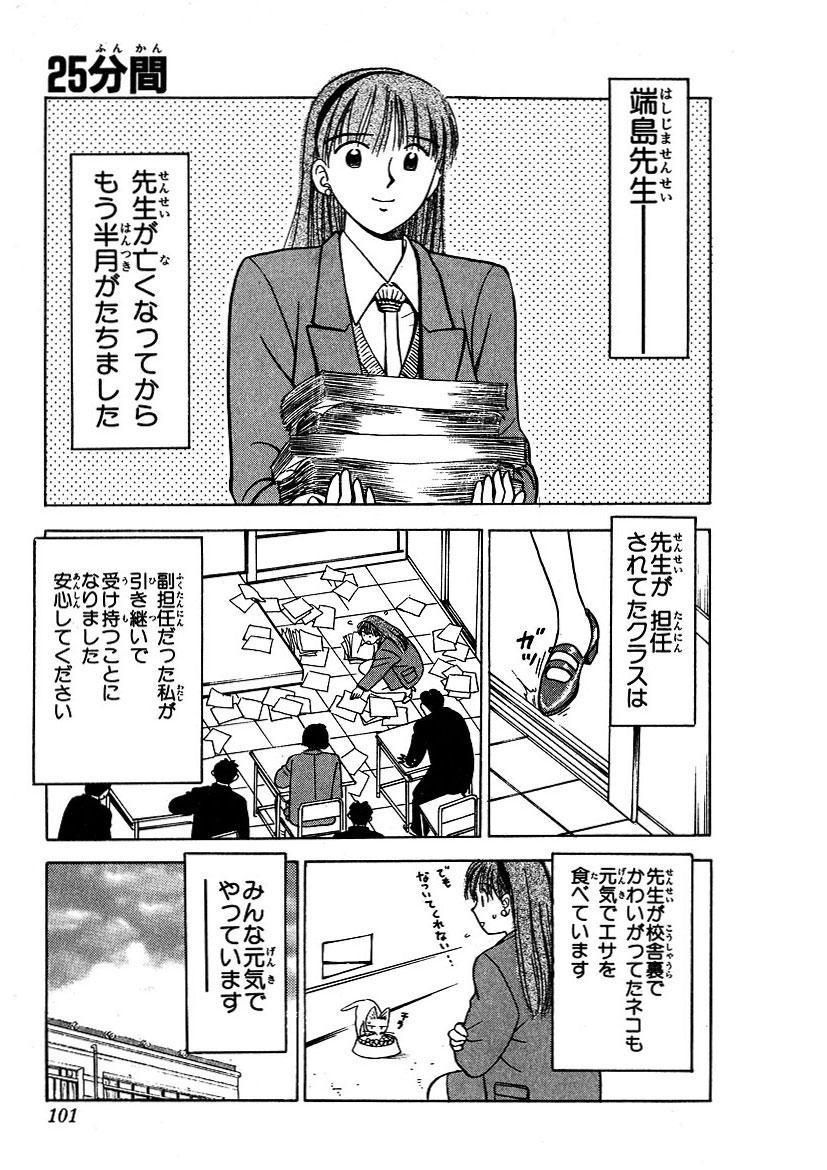 25分間
端島先生――
先生が亡くなってから
もう半月がたちました
先生が 担任
されてたクラスは
ガッ
副担任だった私が
引き継いで
受け持つことに
なりました
安心してください
先生が校舎裏で
かわいがってたネコも
元気でエサを
食べています
でも
なついてくれない…
みんな元気で
やっています――
101